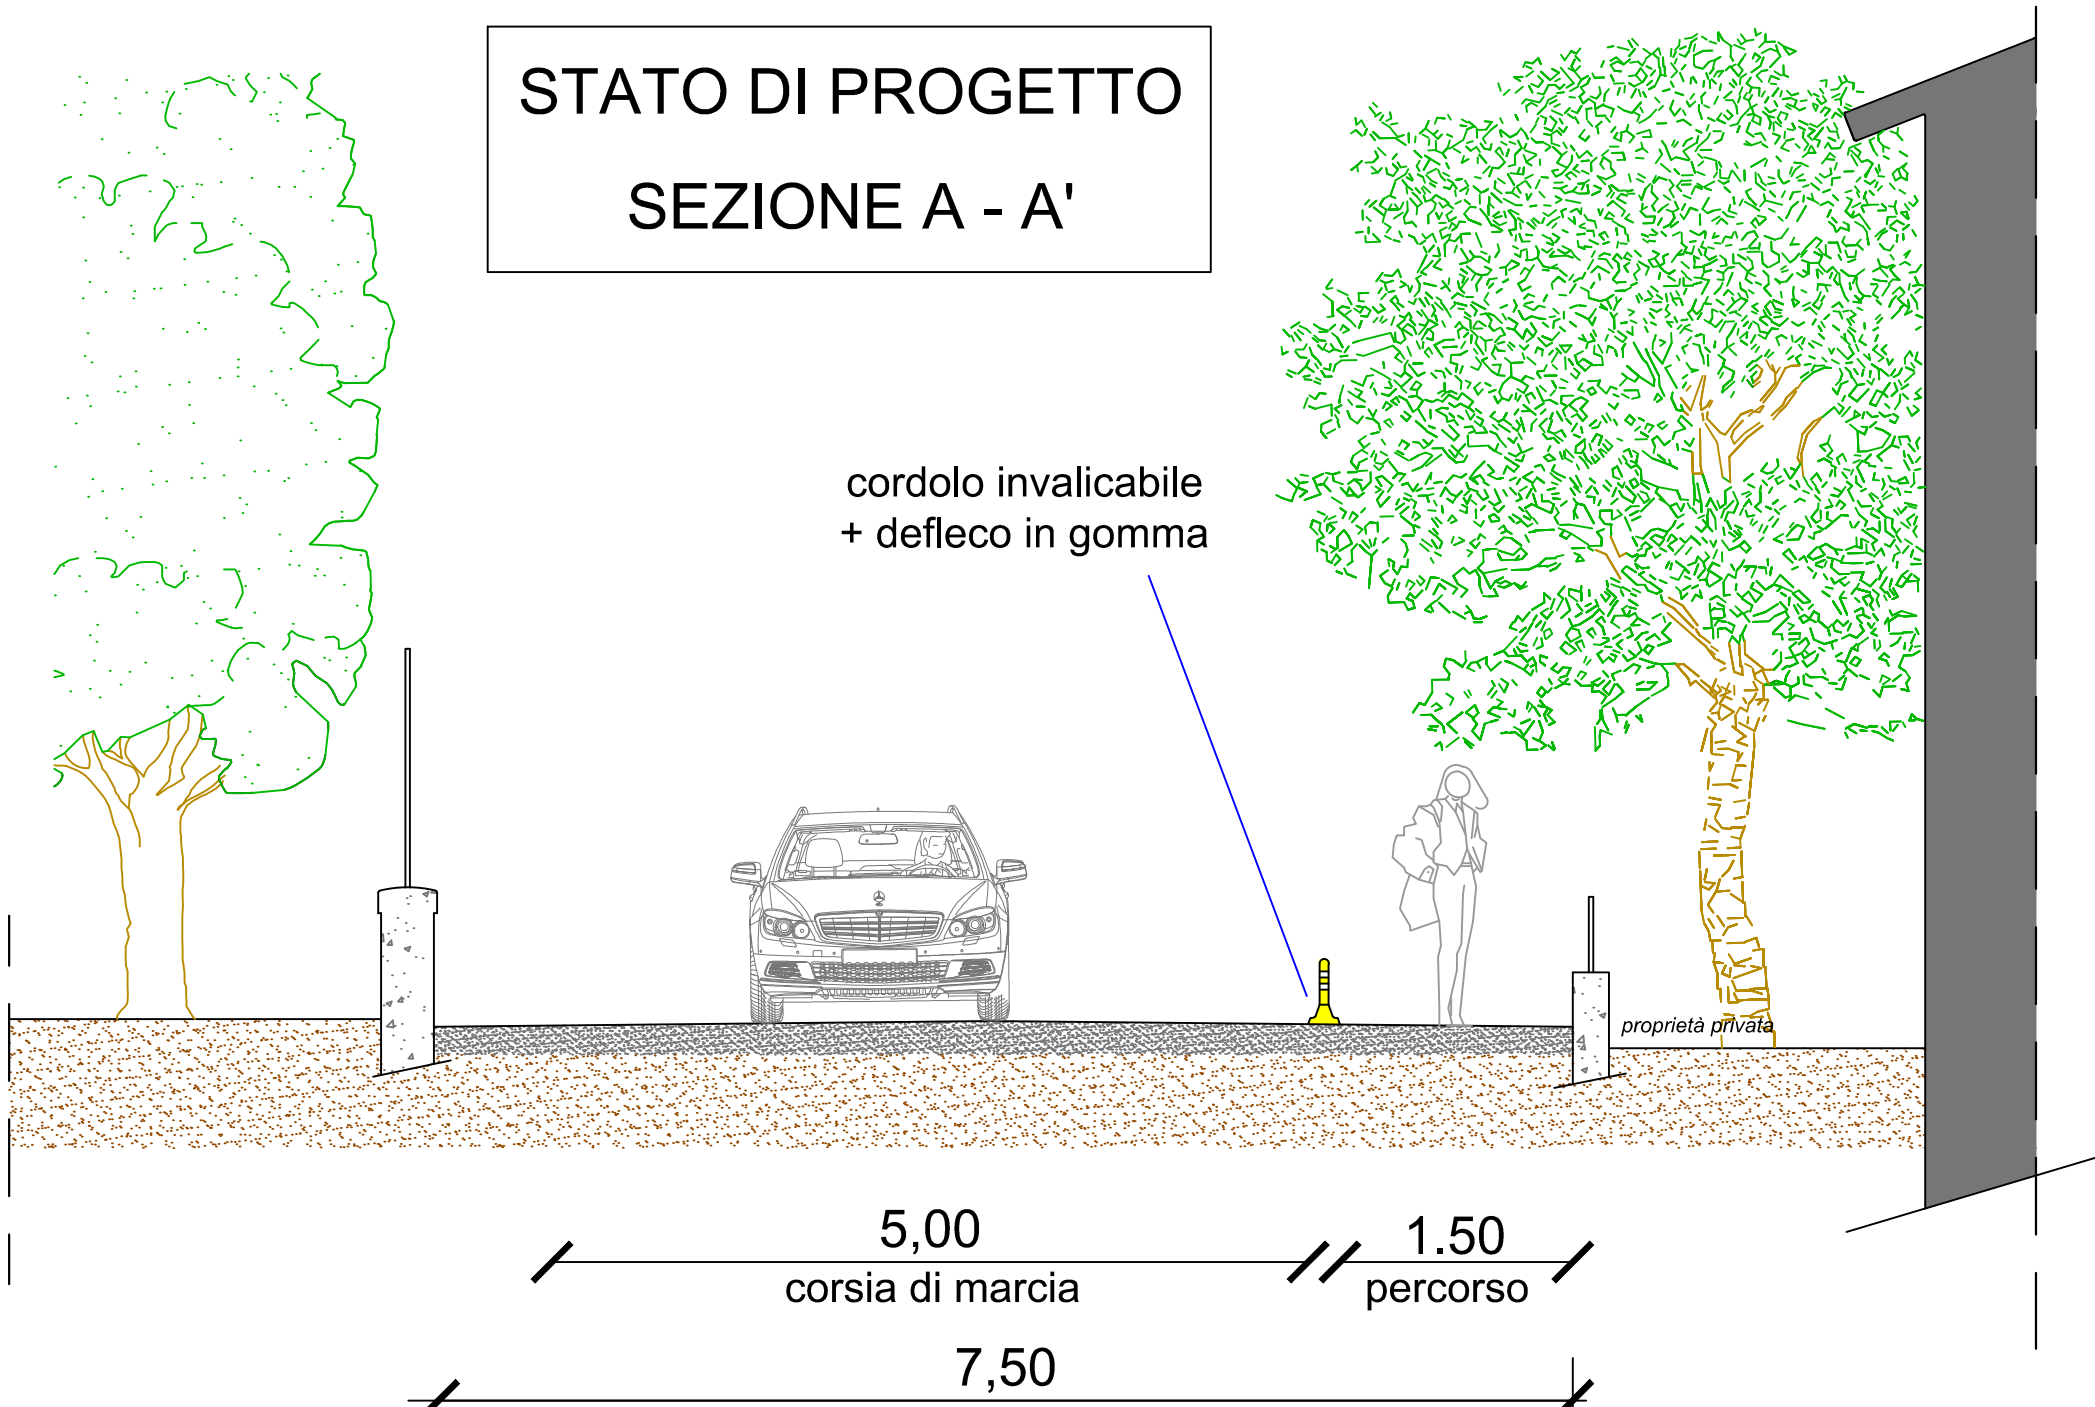 STATO DI PROGETTO
SEZIONE A - A'
cordolo invalicabile
+ defleco in gomma
proprietà privata
5,00
corsia di marcia
1.50
percorso
7,50